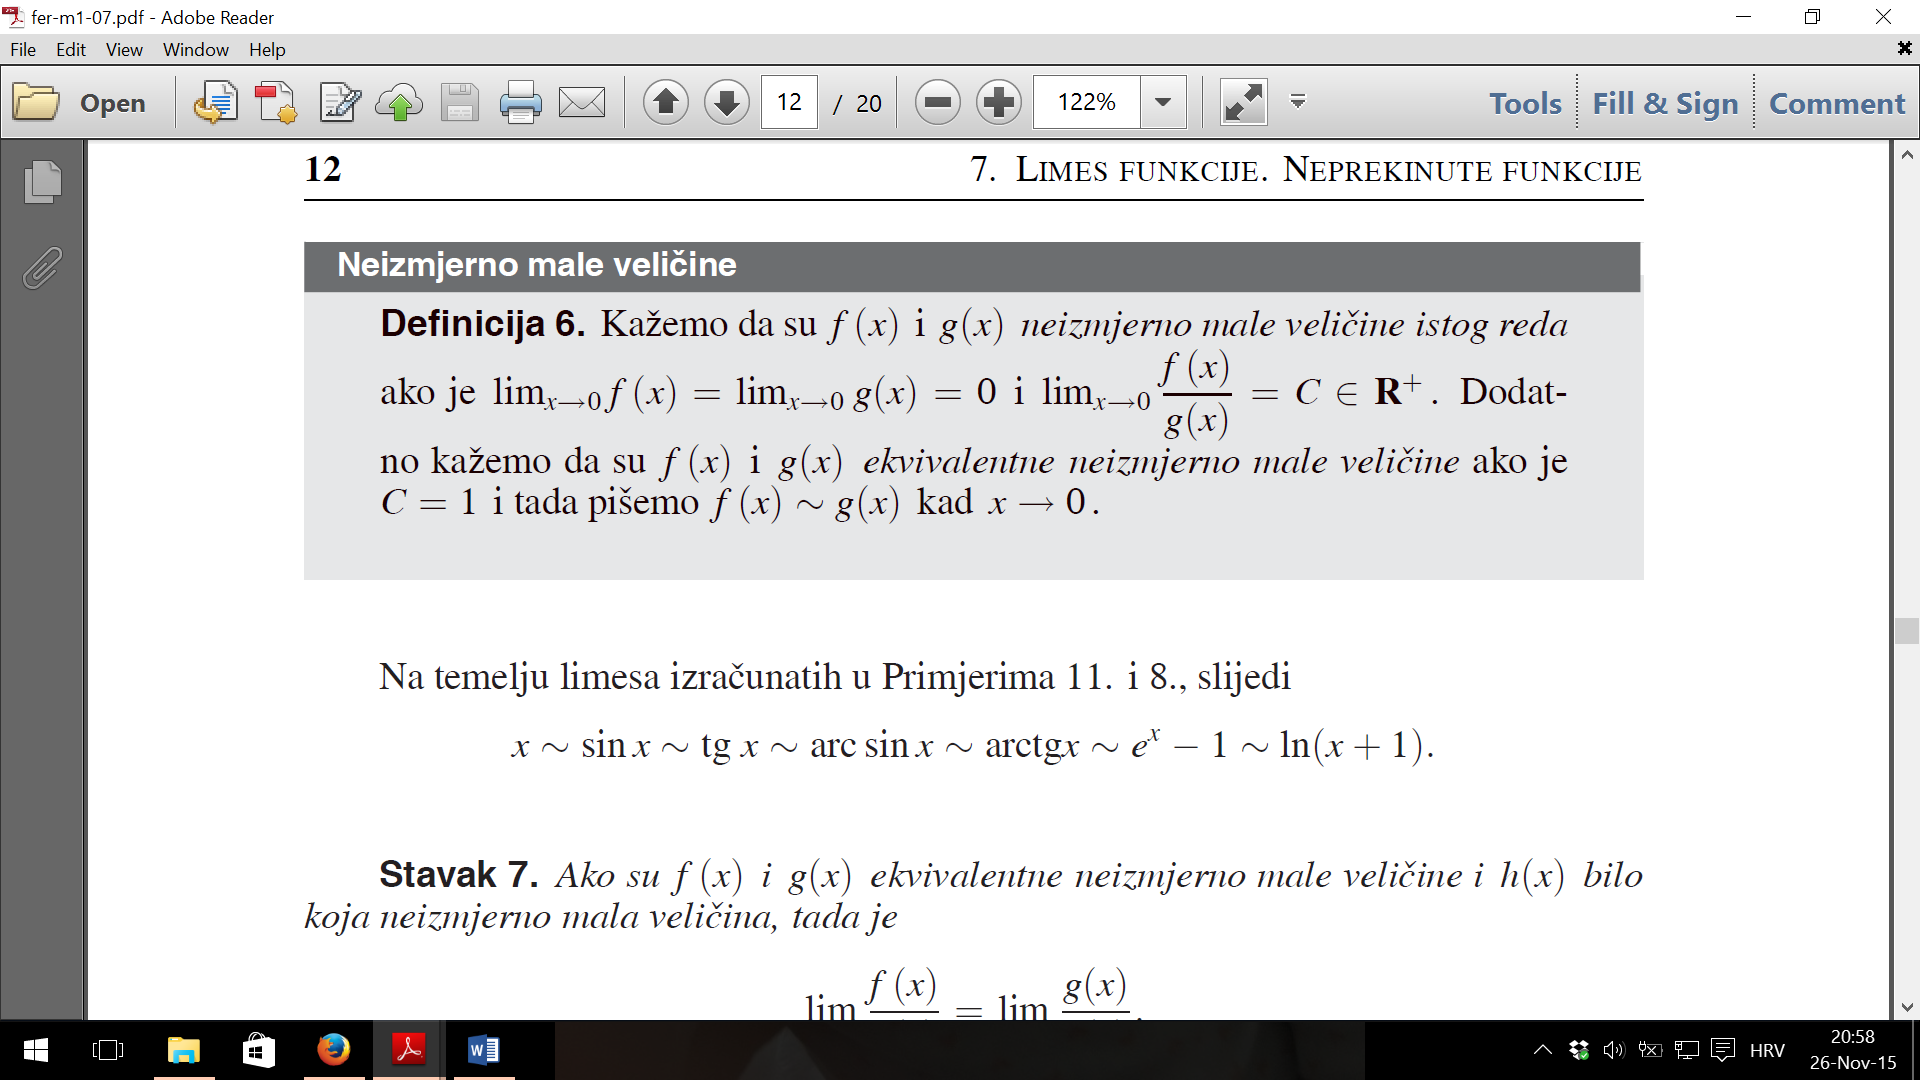 fer-m1-07.pdf - Adobe Reader
File Edit View Window Help
Open 12 / 20 122% Tools Fill & Sign Comment
12 7. LIMES FUNKCIJE. NEPREKINUTE FUNKCIJE
Neizmjerno male veličine
Definicija 6. Kažemo da su f (x) i g(x) neizmjerno male veličine istog reda
ako je lim_{x→0} f (x) = lim_{x→0} g(x) = 0 i lim_{x→0} \frac{f (x)}{g(x)} = C ∈ R⁺. Dodat-
no kažemo da su f (x) i g(x) ekvivalentne neizmjerno male veličine ako je
C = 1 i tada pišemo f (x) ∼ g(x) kad x → 0.
Na temelju limesa izračunatih u Primjerima 11. i 8., slijedi
x ∼ sin x ∼ tg x ∼ arc sin x ∼ arctgx ∼ eˣ − 1 ∼ ln(x + 1).
Stavak 7. Ako su f (x) i g(x) ekvivalentne neizmjerno male veličine i h(x) bilo
koja neizmjerno mala veličina, tada je
lim f (x) = lim g(x) .
HRV 20:58
26-Nov-15